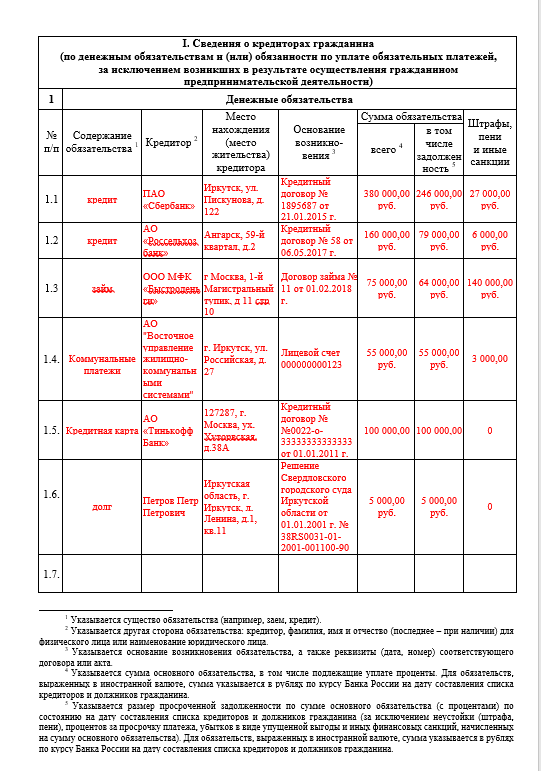 I. Сведения о кредиторах гражданина
(по денежным обязательствам и (или) обязанности по уплате обязательных платежей,
за исключением возникших в результате осуществления гражданином
предпринимательской деятельности)
1 Денежные обязательства
№ п/п
Содержание обязательства 1
Кредитор 2
Место нахождения (место жительства) кредитора
Основание возникно-вения 3
Сумма обязательства
всего 4
в том числе задолжен ность 5
Штрафы, пени и иные санкции
1.1
кредит
ПАО «Сбербанк»
Иркутск, ул. Пискунова, д. 122
Кредитный договор № 1895687 от 21.01.2015 г.
380 000,00 руб.
246 000,00 руб.
27 000,00 руб.
1.2
кредит
АО «Россельхоз банк»
Ангарск, 59-й квартал, д.2
Кредитный договор № 58 от 06.05.2017 г.
160 000,00 руб.
79 000,00 руб.
6 000,00 руб.
1.3
займ
ООО МФК «Быстроденьги»
г Москва, 1-й Магистральный тупик, д 11 стр 10
Договор займа № 11 от 01.02.2018 г.
75 000,00 руб.
64 000,00 руб.
140 000,00 руб.
1.4.
Коммунальные платежи
АО "Восточное управление жилищно-коммунальными системами"
г. Иркутск, ул. Российская, д. 27
Лицевой счет 000000000123
55 000,00 руб.
55 000,00 руб.
3 000,00
1.5.
Кредитная карта
АО «Тинькофф Банк»
127287, г. Москва, ух. Хуторская, д.38А
Кредитный договор № №0022-о-33333333333333 от 01.01.2011 г.
100 000,00
100 000,00
0
1.6.
долг
Петров Петр Петрович
Иркутская область, г. Иркутск, л. Ленина, д.1, кв.11
Решение Свердловского городского суда Иркутской области от 01.01.2001 г. № 38RS0031-01-2001-001100-90
5 000,00 руб.
5 000,00 руб.
0
1.7.
1 Указывается существо обязательства (например, заем, кредит).
2 Указывается другая сторона обязательства: кредитор, фамилия, имя и отчество (последнее – при наличии) для
физического лица или наименование юридического лица.
3 Указывается основание возникновения обязательства, а также реквизиты (дата, номер) соответствующего
договора или акта.
4 Указывается сумма основного обязательства, в том числе подлежащие уплате проценты. Для обязательств,
выраженных в иностранной валюте, сумма указывается в рублях по курсу Банка России на дату составления списка
кредиторов и должников гражданина.
5 Указывается размер просроченной задолженности по сумме основного обязательства (с процентами) по
состоянию на дату составления списка кредиторов и должников гражданина (за исключением неустойки (штрафа,
пени), процентов за просрочку платежа, убытков в виде упущенной выгоды и иных финансовых санкций, начисленных
на сумму основного обязательства). Для обязательств, выраженных в иностранной валюте, сумма указывается в рублях
по курсу Банка России на дату составления списка кредиторов и должников гражданина.